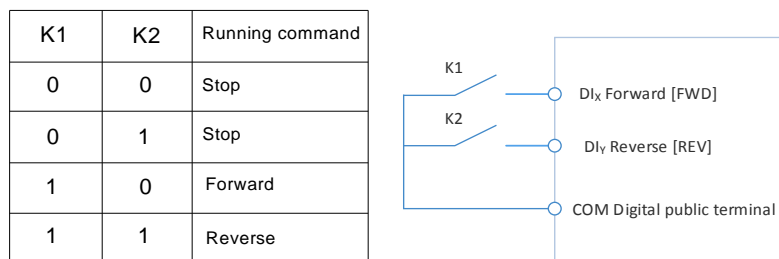 K1 K2 Running command
0 0 Stop
0 1 Stop
1 0 Forward
1 1 Reverse
K1
DIX Forward [FWD]
K2
DIY Reverse [REV]
COM Digital public terminal